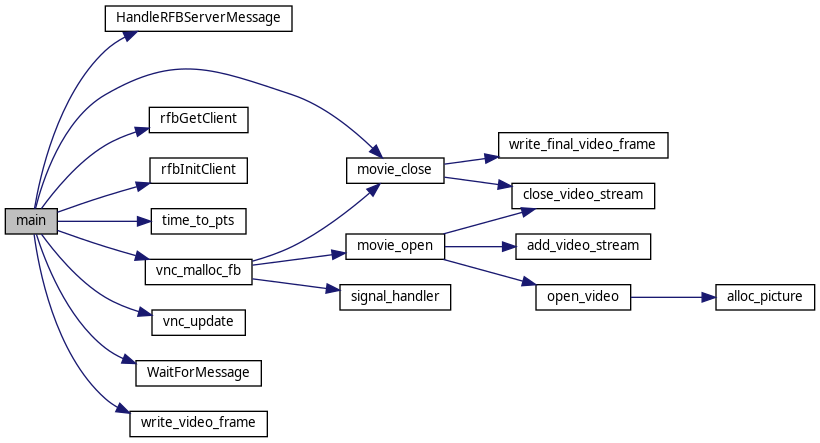 HandleRFBServerMessage
rfbGetClient
write_final_video_frame
movie_close
rfbInitClient
close_video_stream
main
time_to_pts
movie_open
add_video_stream
vnc_malloc_fb
signal_handler
open_video
alloc_picture
vnc_update
WaitForMessage
write_video_frame